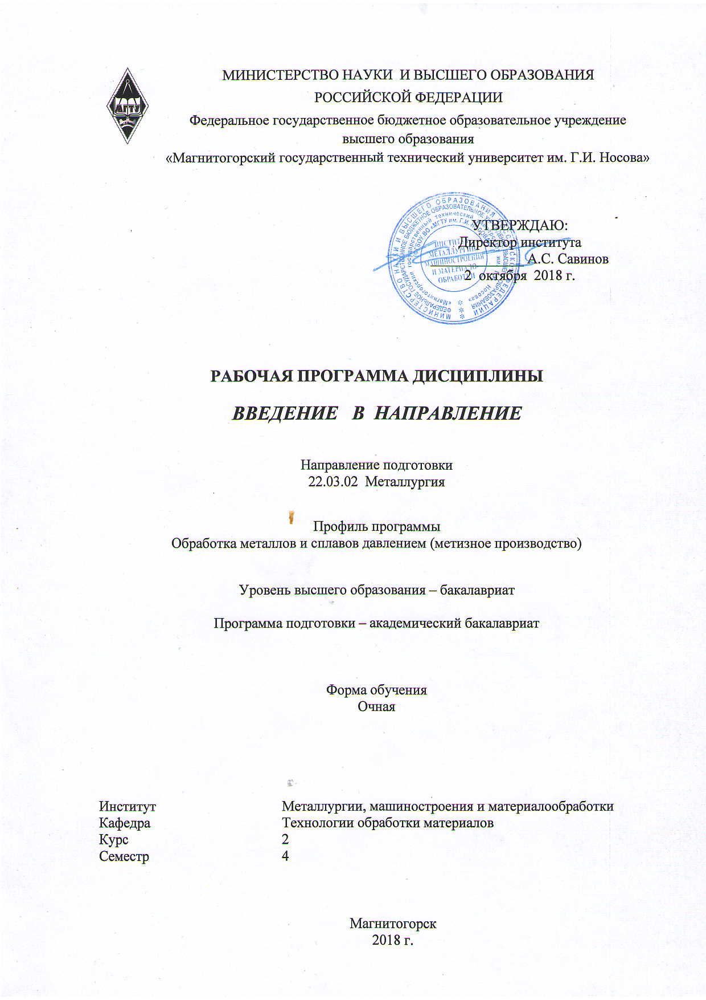 МГТУ
МИНИСТЕРСТВО НАУКИ И ВЫСШЕГО ОБРАЗОВАНИЯ
РОССИЙСКОЙ ФЕДЕРАЦИИ
Федеральное государственное бюджетное образовательное учреждение
высшего образования
«Магнитогорский государственный технический университет им. Г.И. Носова»
УТВЕРЖДАЮ:
Директор института
А.С. Савинов
2 октября 2018 г.
МАШИНОСТРОЕНИЯ
ОБРАБОТКИ
РАБОЧАЯ ПРОГРАММА ДИСЦИПЛИНЫ
ВВЕДЕНИЕ В НАПРАВЛЕНИЕ
Направление подготовки
22.03.02 Металлургия
Профиль программы
Обработка металлов и сплавов давлением (метизное производство)
Уровень высшего образования – бакалавриат
Программа подготовки – академический бакалавриат
Форма обучения
Очная
Институт Металлургии, машиностроения и материалообработки
Кафедра Технологии обработки материалов
Курс 2
Семестр 4
Магнитогорск
2018 г.